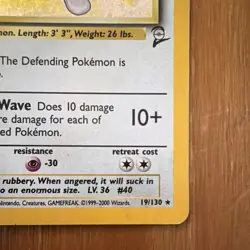 mon. Length: 3' 3", Weight: 26 lbs.
The Defending Pokémon is
Wave Does 10 damage
re damage for each of
ed Pokémon.
10+
resistance
-30
retreat cost
rubbery. When angered, it will suck in
o an enormous size. LV. 36 #40
Nintendo, Creatures, GAMEFREAK. ©1999-2000 Wizards. 19/130 ★